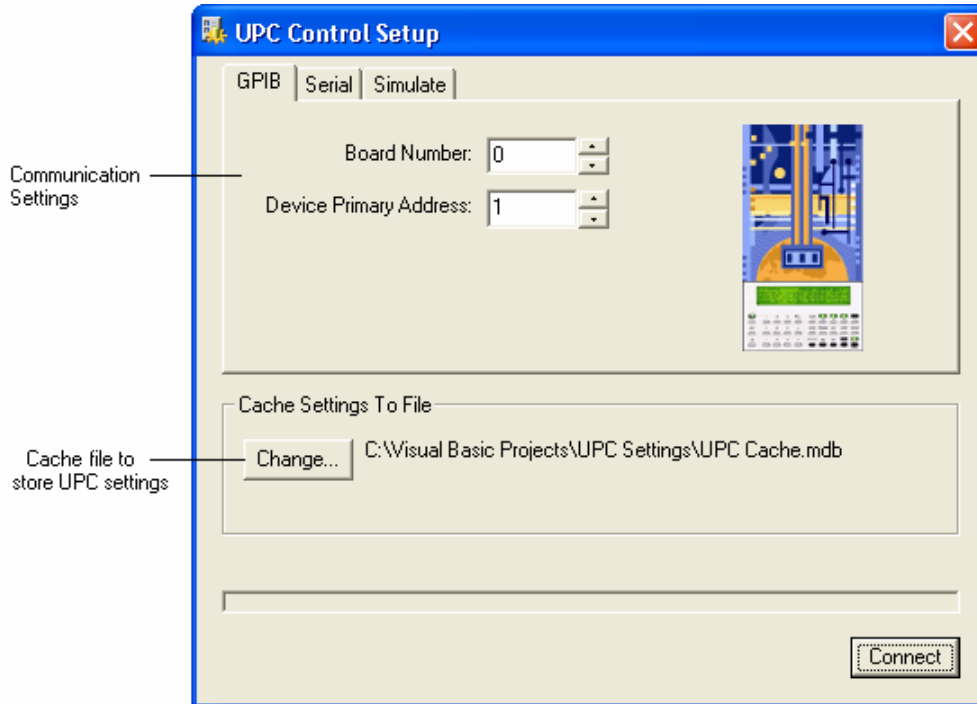 UPC Control Setup
GPIB Serial Simulate
Board Number: 0
Communication
Settings
Device Primary Address: 1
Cache Settings To File
Cache file to
store UPC settings
Change... C:\Visual Basic Projects\UPC Settings\UPC Cache.mdb
Connect